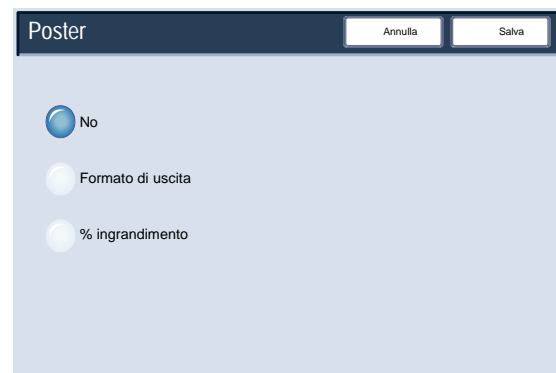 Poster
Annulla
Salva
No
Formato di uscita
% ingrandimento